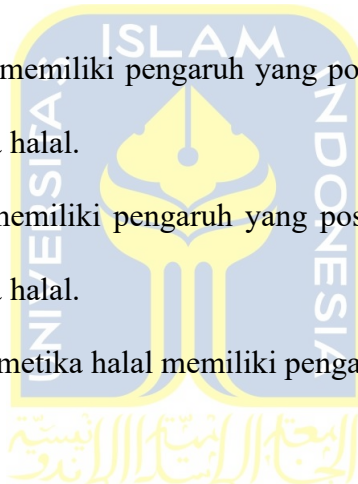 ISLAM
UNIVERSITAS
INDONESIA
memiliki pengaruh yang po
halal.
memiliki pengaruh yang pos
halal.
metika halal memiliki penga